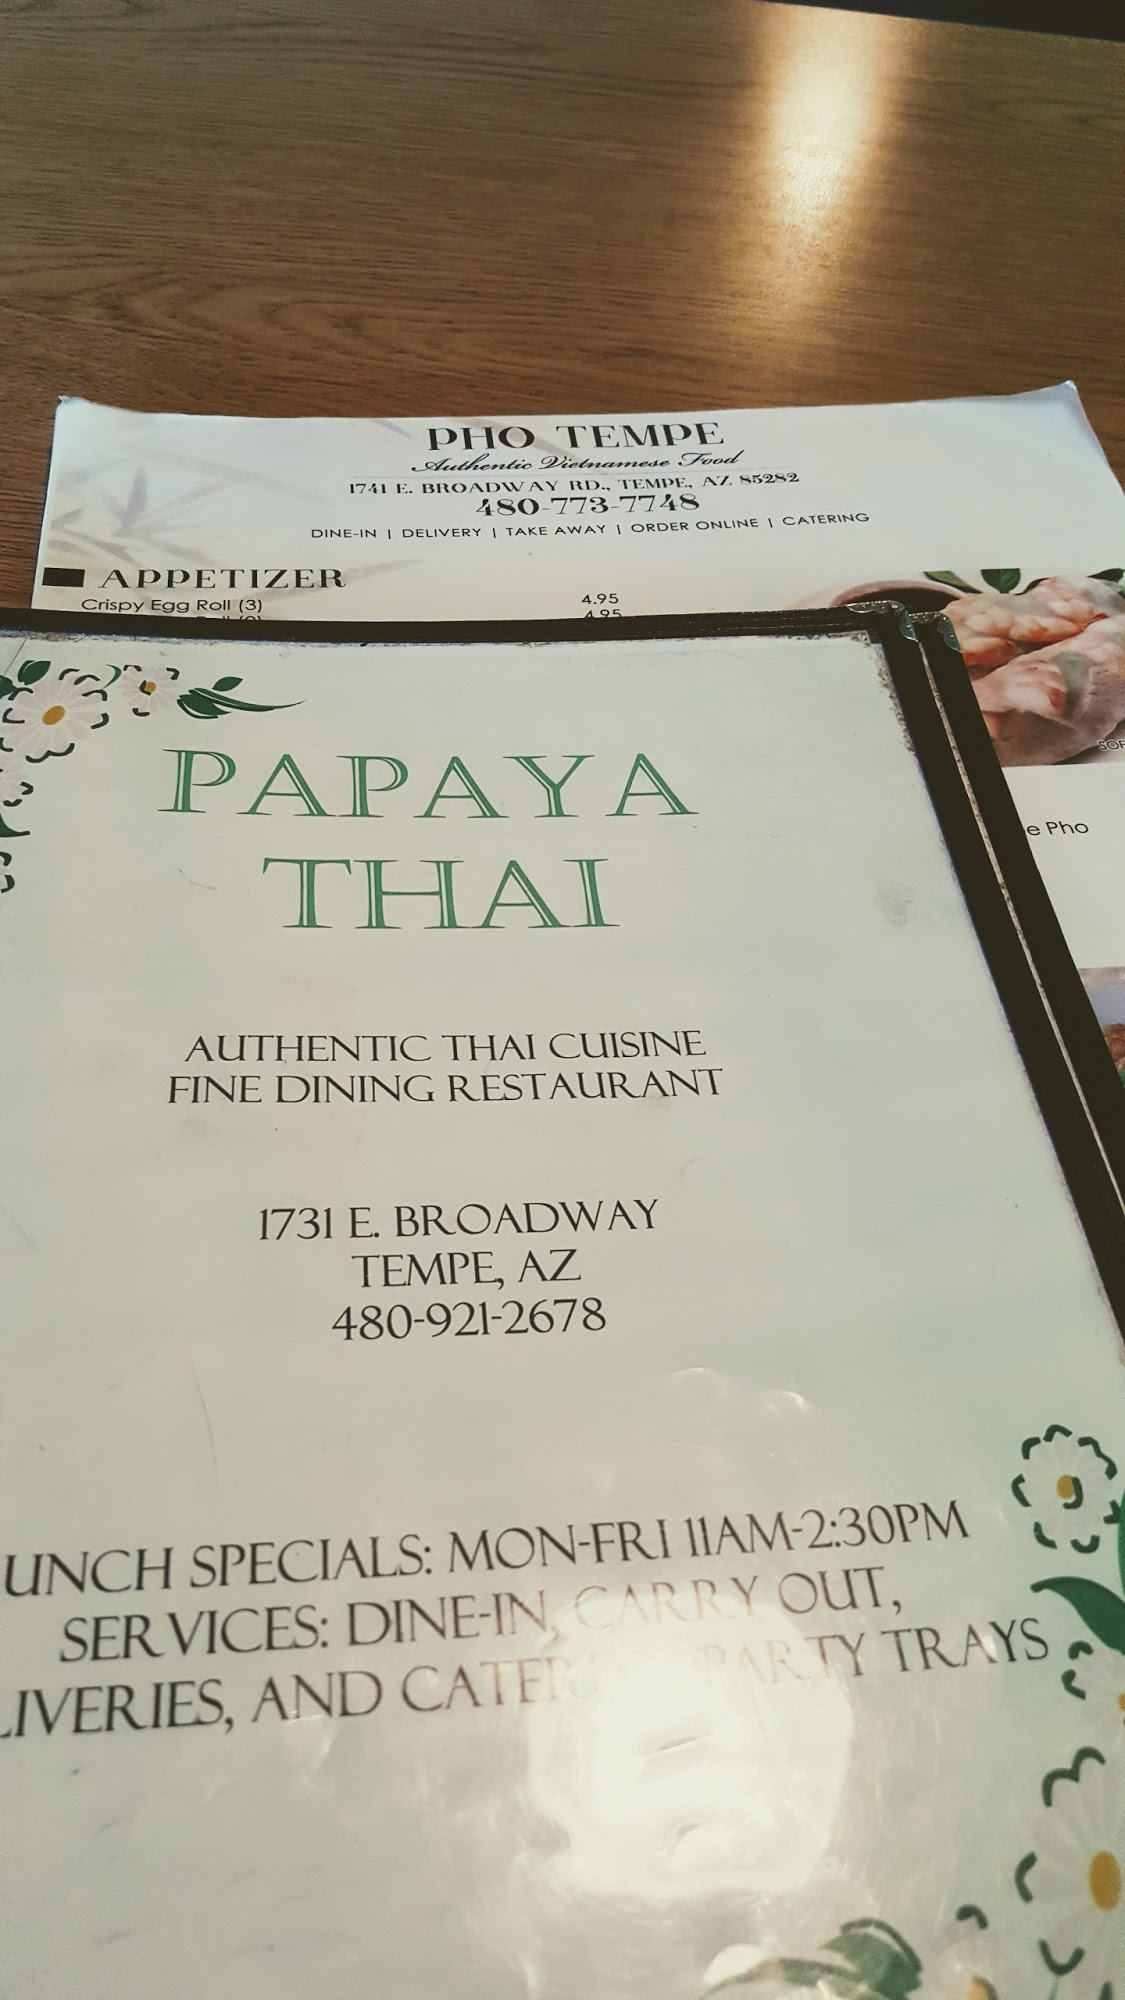 PHO TEMPE
Authentic Vietnamese Food
1741 E. BROADWAY RD., TEMPE, AZ 85282
480-773-7748
DINE-IN | DELIVERY | TAKE AWAY | ORDER ONLINE | CATERING
APPETIZER
Crispy Egg Roll (3) 4.95
4.95
e Pho
PAPAYA
THAI
AUTHENTIC THAI CUISINE
FINE DINING RESTAURANT
1731 E. BROADWAY
TEMPE, AZ
480-921-2678
UNCH SPECIALS: MON-FRI 11AM-2:30PM
SERVICES: DINE-IN, CARRY OUT,
LIVERIES, AND PARTY TRAYS